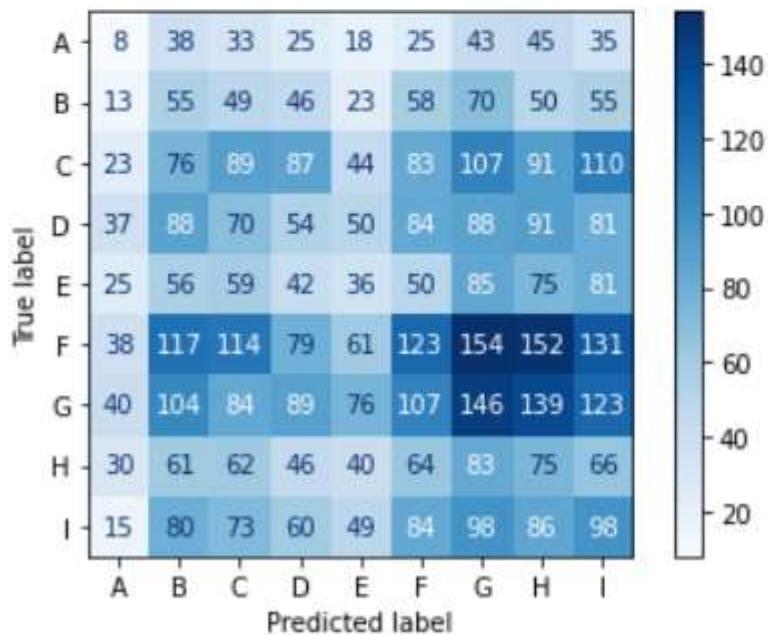 A 8 38 33 25 18 25 43 45 35
B 13 55 49 46 23 58 70 50 55
C 23 76 89 87 44 83 107 91 110
D 37 88 70 54 50 84 88 91 81
E 25 56 59 42 36 50 85 75 81
F 38 117 114 79 61 123 154 152 131
G 40 104 84 89 76 107 146 139 123
H 30 61 62 46 40 64 83 75 66
I 15 80 73 60 49 84 98 86 98
A B C D E F G H I
Predicted label
True label
140
120
100
80
60
40
20